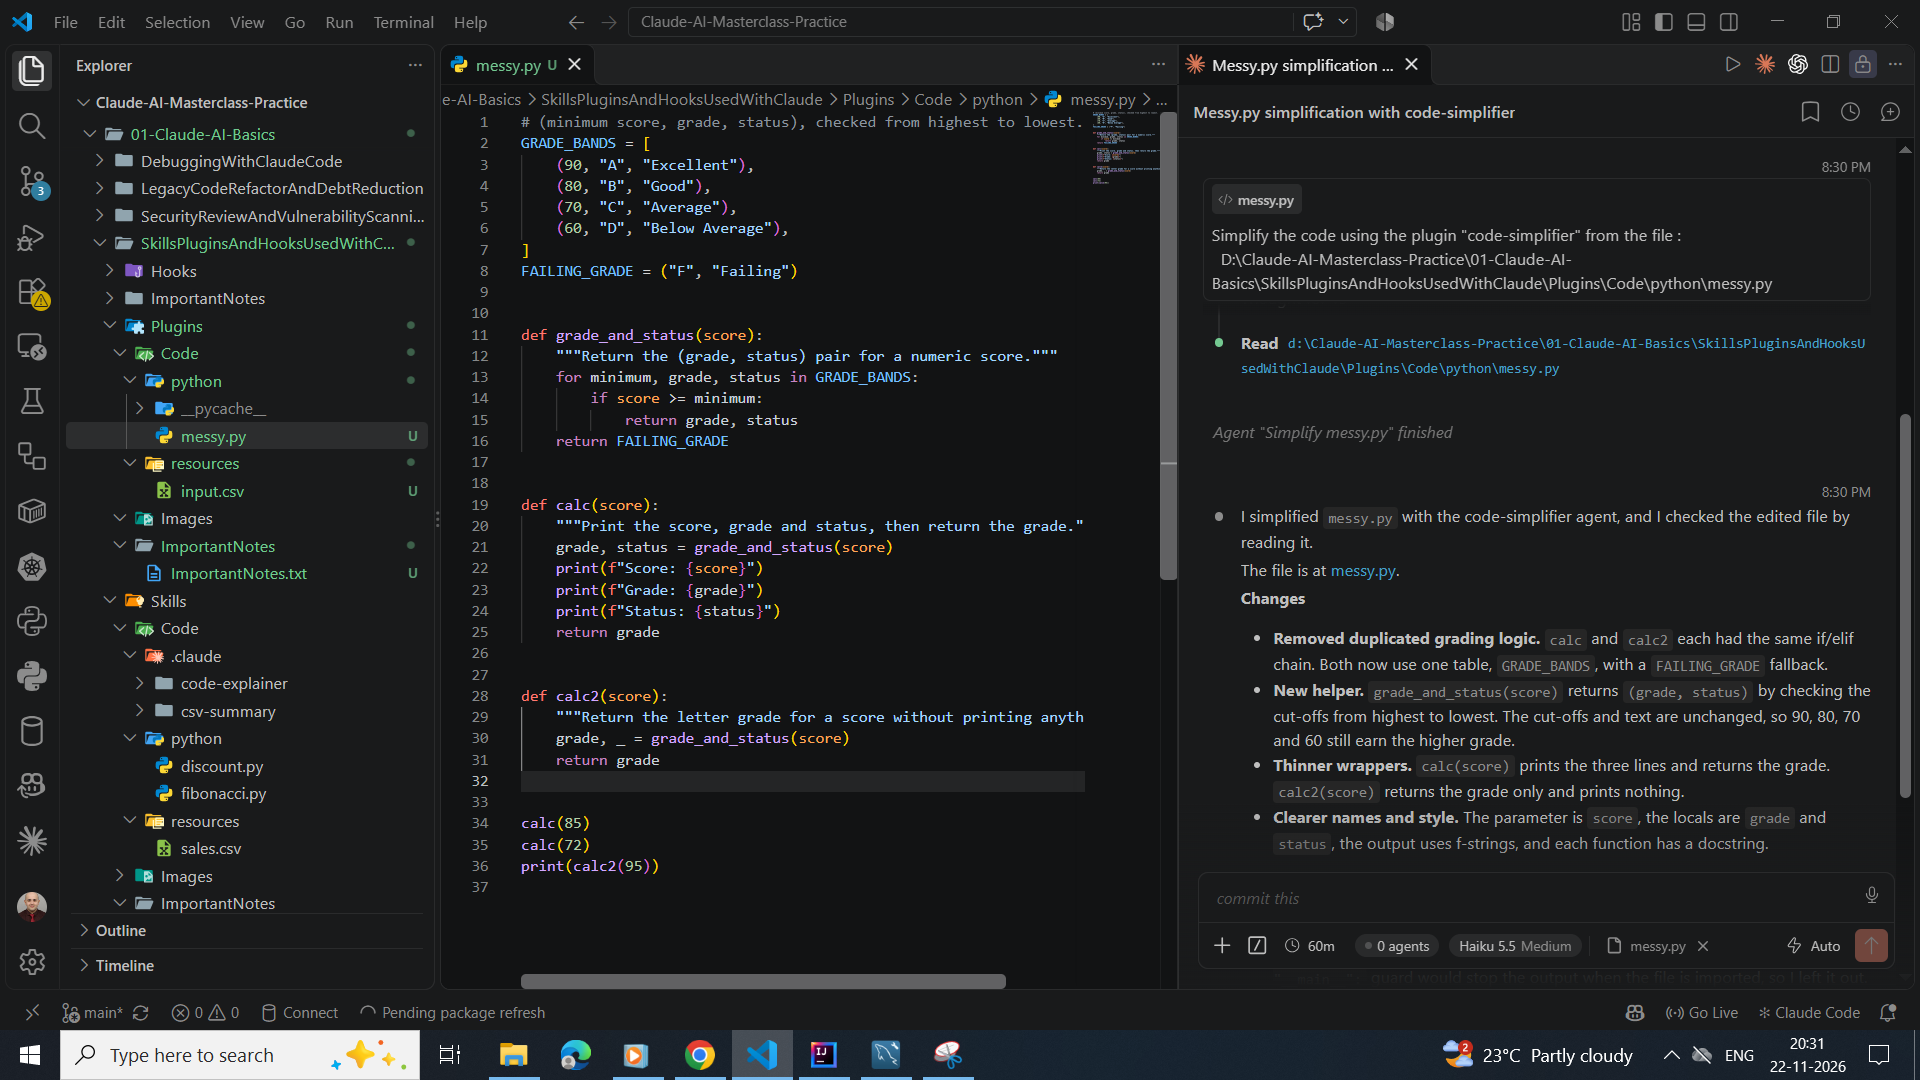 File Edit Selection View Go Run Terminal Help
Claude-AI-Masterclass-Practice
Explorer
Claude-AI-Masterclass-Practice
01-Claude-AI-Basics
DebuggingWithClaudeCode
LegacyCodeRefactorAndDebtReduction
SecurityReviewAndVulnerabilityScanni...
SkillsPluginsAndHooksUsedWithC...
Hooks
ImportantNotes
Plugins
Code
python
__pycache__
messy.py U
resources
input.csv U
Images
ImportantNotes
ImportantNotes.txt U
Skills
Code
.claude
code-explainer
csv-summary
python
discount.py
fibonacci.py
resources
sales.csv
Images
ImportantNotes
Outline
Timeline
3
messy.py U
e-AI-Basics > SkillsPluginsAndHooksUsedWithClaude > Plugins > Code > python > messy.py > ...
1 # (minimum score, grade, status), checked from highest to lowest.
2 GRADE_BANDS = [
3 (90, "A", "Excellent"),
4 (80, "B", "Good"),
5 (70, "C", "Average"),
6 (60, "D", "Below Average"),
7 ]
8 FAILING_GRADE = ("F", "Failing")
9
10
11 def grade_and_status(score):
12 """Return the (grade, status) pair for a numeric score."""
13 for minimum, grade, status in GRADE_BANDS:
14 if score >= minimum:
15 return grade, status
16 return FAILING_GRADE
17
18
19 def calc(score):
20 """Print the score, grade and status, then return the grade."
21 grade, status = grade_and_status(score)
22 print(f"Score: {score}")
23 print(f"Grade: {grade}")
24 print(f"Status: {status}")
25 return grade
26
27
28 def calc2(score):
29 """Return the letter grade for a score without printing anyth
30 grade, _ = grade_and_status(score)
31 return grade
32
33
34 calc(85)
35 calc(72)
36 print(calc2(95))
37
Messy.py simplification ...
Messy.py simplification with code-simplifier
8:30 PM
messy.py
Simplify the code using the plugin "code-simplifier" from the file :
D:\Claude-AI-Masterclass-Practice\01-Claude-AI-
Basics\SkillsPluginsAndHooksUsedWithClaude\Plugins\Code\python\messy.py
Read d:\Claude-AI-Masterclass-Practice\01-Claude-AI-Basics\SkillsPluginsAndHooksU
sedWithClaude\Plugins\Code\python\messy.py
Agent "Simplify messy.py" finished
8:30 PM
I simplified messy.py with the code-simplifier agent, and I checked the edited file by
reading it.
The file is at messy.py.
Changes
• Removed duplicated grading logic. calc and calc2 each had the same if/elif
chain. Both now use one table, GRADE_BANDS, with a FAILING_GRADE fallback.
• New helper. grade_and_status(score) returns (grade, status) by checking the
cut-offs from highest to lowest. The cut-offs and text are unchanged, so 90, 80, 70
and 60 still earn the higher grade.
• Thinner wrappers. calc(score) prints the three lines and returns the grade.
calc2(score) returns the grade only and prints nothing.
• Clearer names and style. The parameter is score, the locals are grade and
status, the output uses f-strings, and each function has a docstring.
commit this
60m 0 agents Haiku 5.5 Medium messy.py Auto
guard would stop the output when the file is imported, so I left it out
main* 0 0 Connect Pending package refresh Go Live Claude Code
Type here to search
2 23°C Partly cloudy ENG
20:31
22-11-2026